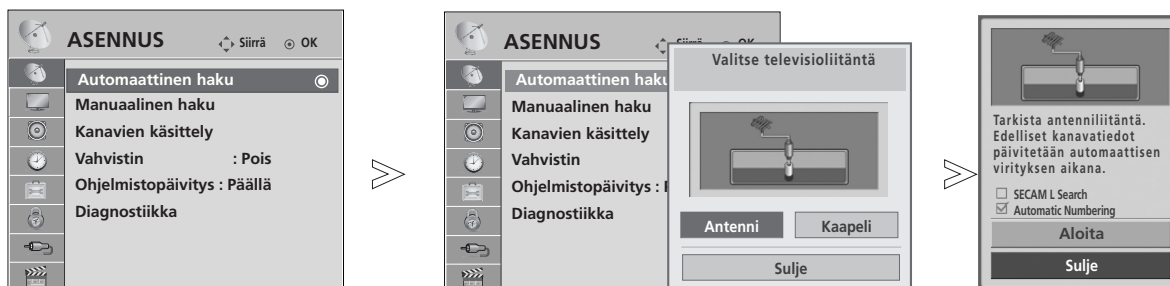 ASENNUS Siirrä OK
Automaattinen haku
Manuaalinen haku
Kanavien käsittely
Vahvistin : Pois
Ohjelmistopäivitys : Päällä
Diagnostiikka
ASENNUS
Automaattinen haku
Manuaalinen haku
Kanavien käsittely
Vahvistin
Ohjelmistopäivitys :
Diagnostiikka
Valitse televisioliitäntä
Antenni Kaapeli
Sulje
Tarkista antenniliitäntä.
Edelliset kanavatiedot
päivitetään automaattisen
virityksen aikana.
SECAM L Search
Automatic Numbering
Aloita
Sulje